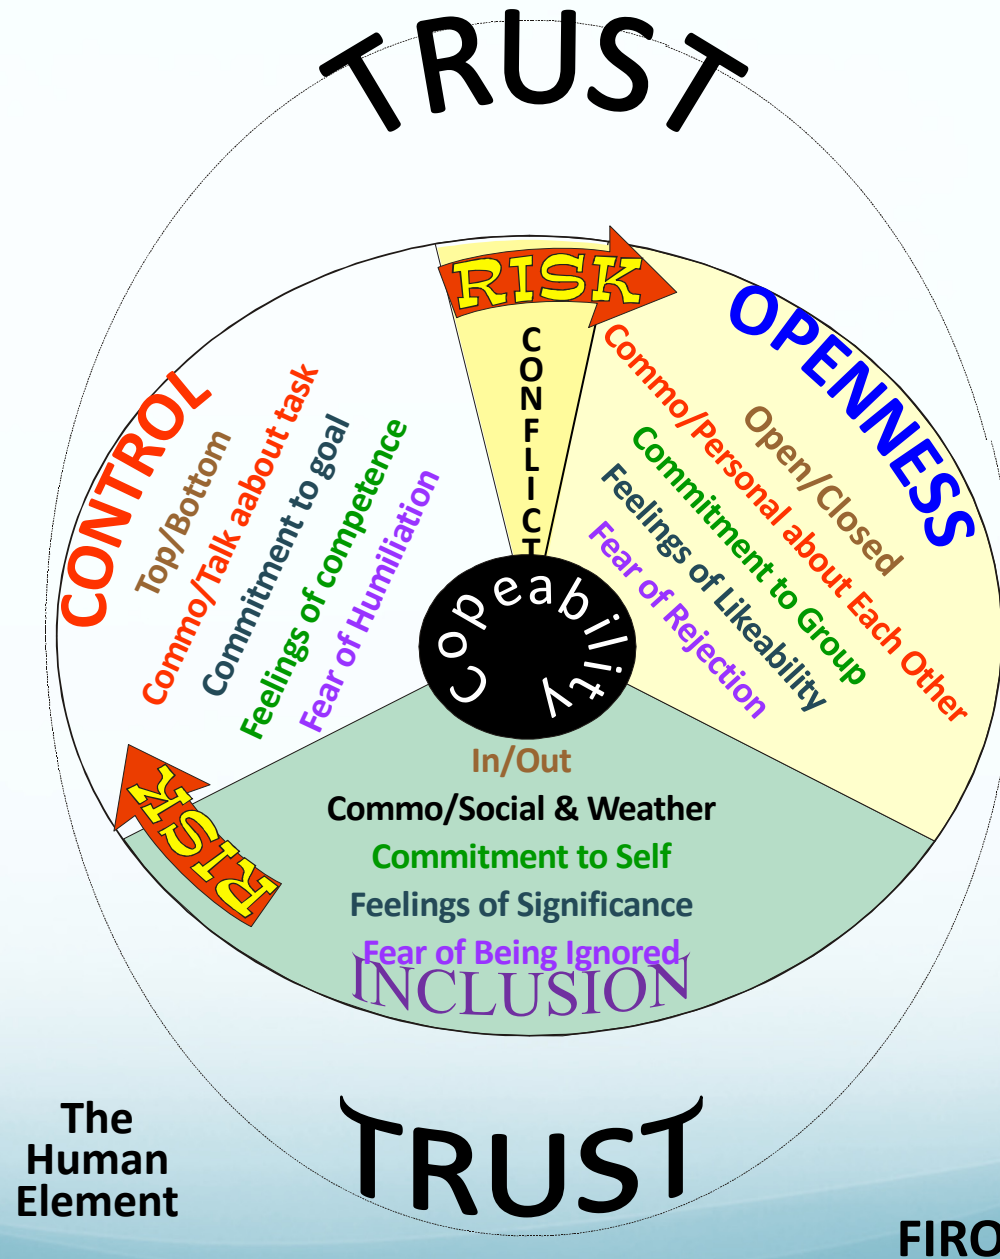 TRUST
RISK
CONFLICT
OPENNESS
Open/Closed
Commo/Personal about Each Other
Commitment to Group
Feelings of Likeability
Fear of Rejection
CONTROL
Top/Bottom
Commo/Talk aabout task
Commitment to goal
Feelings of competence
Fear of Humiliation
Copeability
RISK
In/Out
Commo/Social & Weather
Commitment to Self
Feelings of Significance
Fear of Being Ignored
INCLUSION
TRUST
The
Human
Element
FIRO